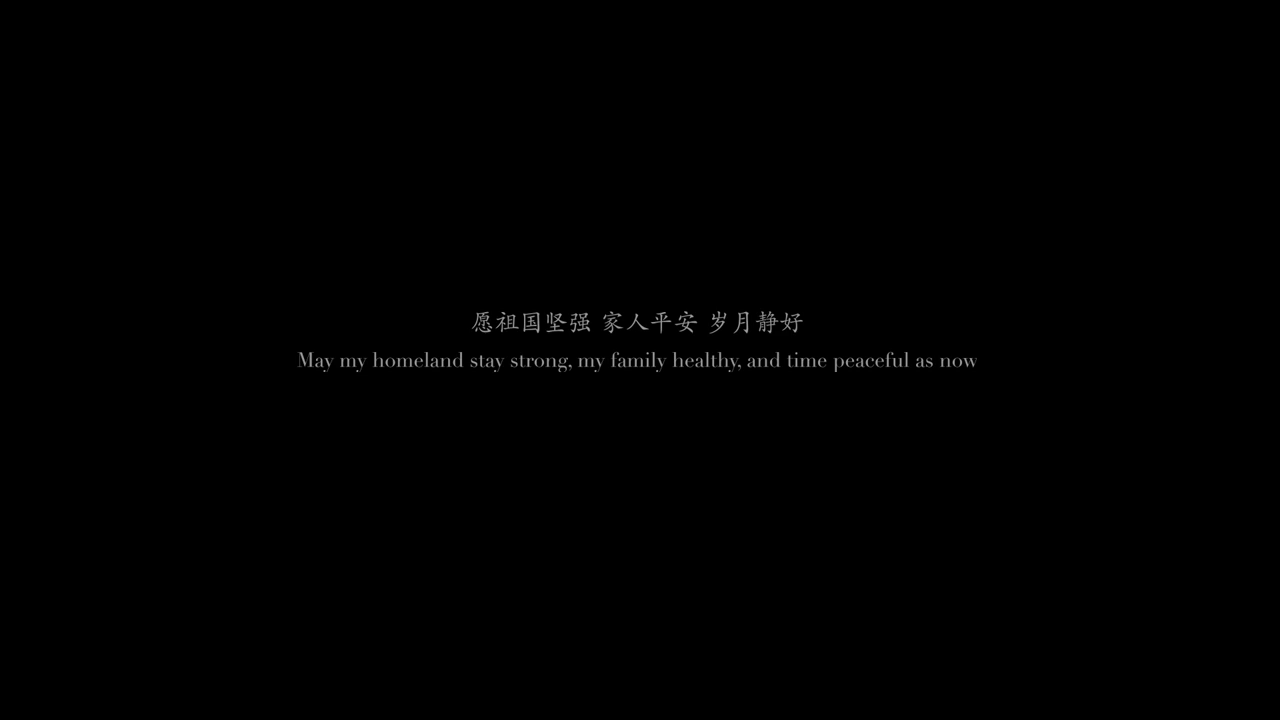 愿祖国坚强 家人平安 岁月静好
May my homeland stay strong, my family healthy, and time peaceful as now